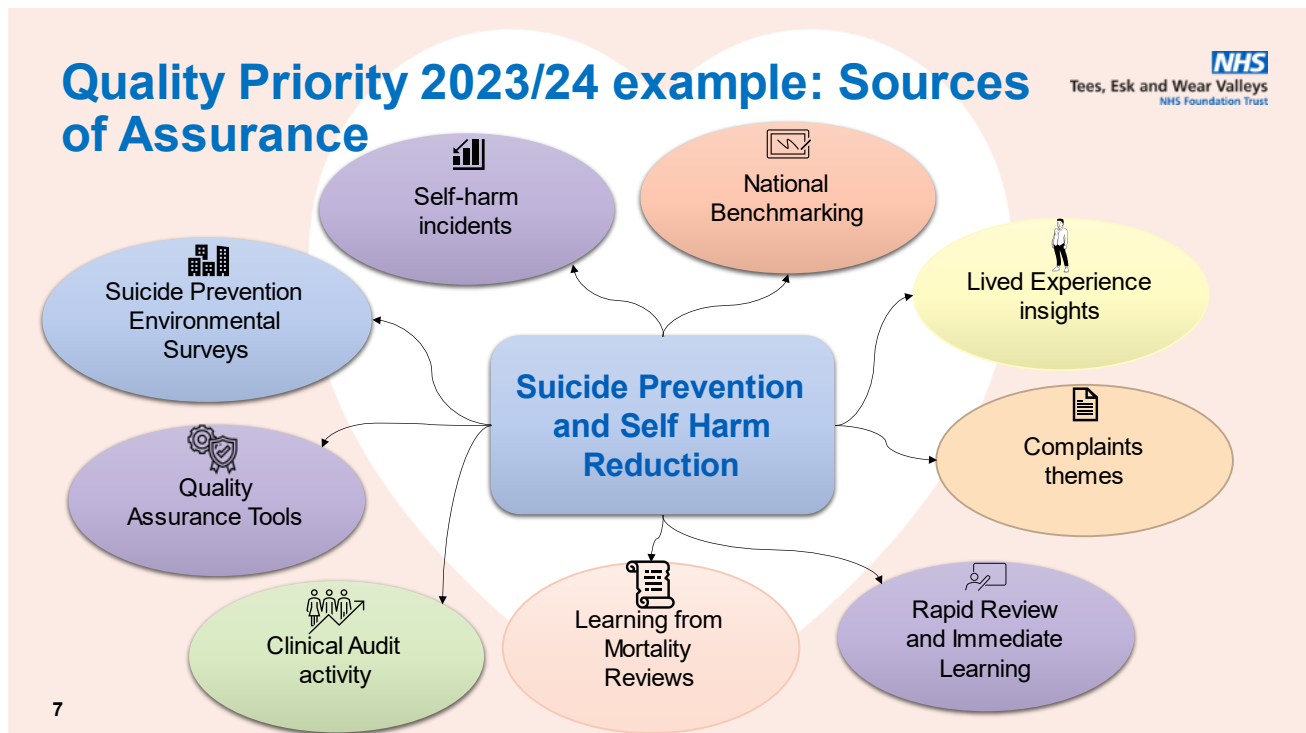 Quality Priority 2023/24 example: Sources
of Assurance
NHS
Tees, Esk and Wear Valleys
NHS Foundation Trust
Self-harm
incidents
National
Benchmarking
Suicide Prevention
Environmental
Surveys
Lived Experience
insights
Suicide Prevention
and Self Harm
Reduction
Complaints
themes
Quality
Assurance Tools
Clinical Audit
activity
Learning from
Mortality
Reviews
Rapid Review
and Immediate
Learning
7